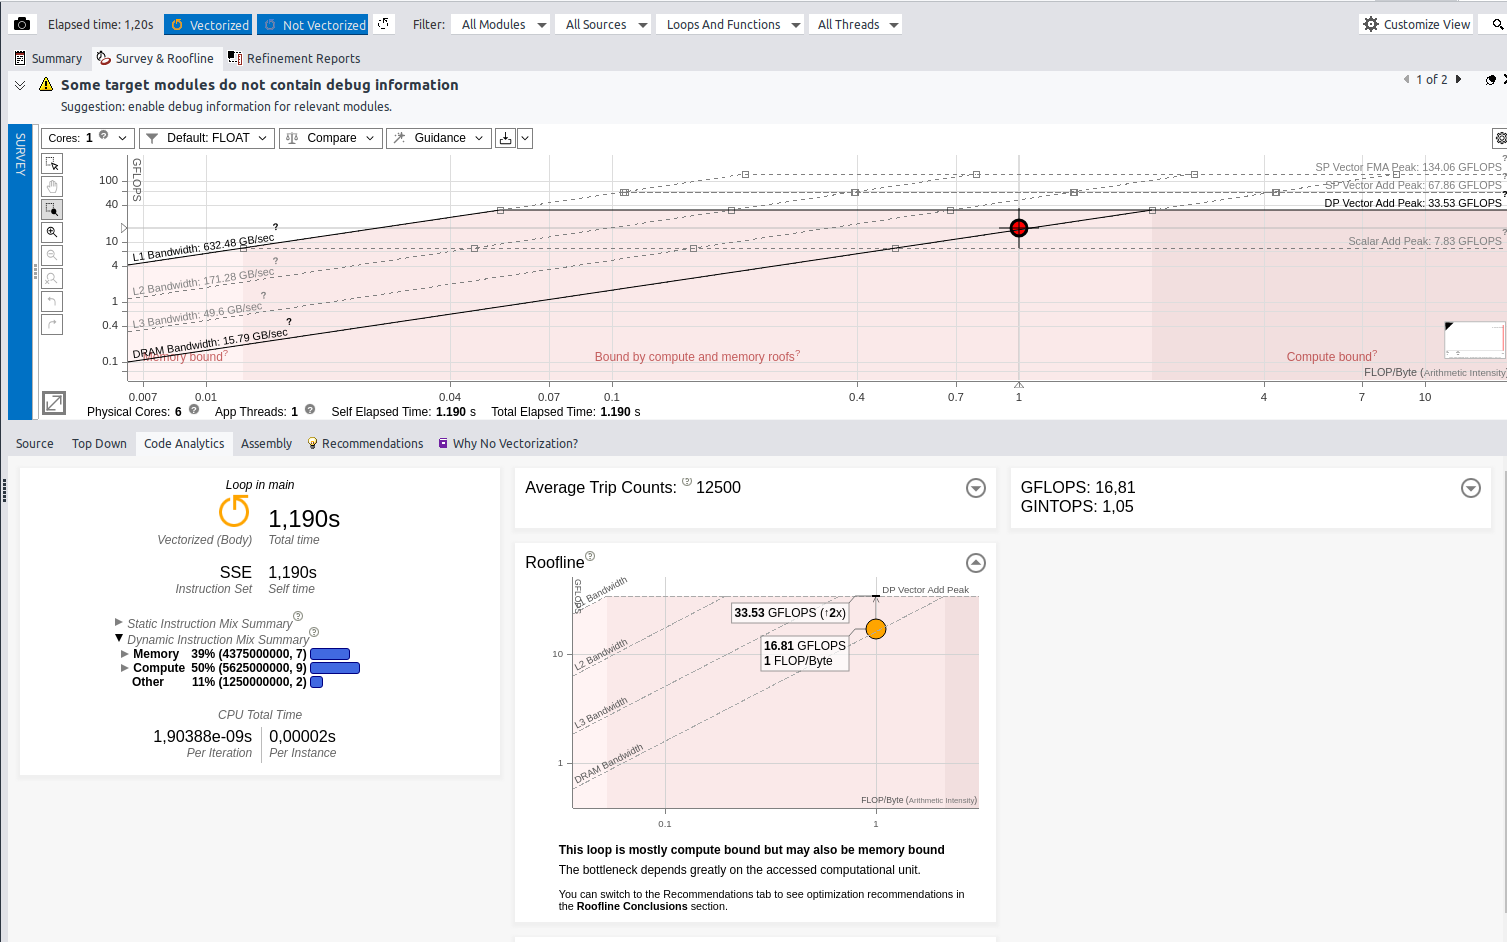 Elapsed time: 1,20s Vectorized Not Vectorized Filter: All Modules All Sources Loops And Functions All Threads Customize View
Summary Survey & Roofline Refinement Reports
Some target modules do not contain debug information 1 of 2
Suggestion: enable debug information for relevant modules.
SURVEY
Cores: 1 ? Default: FLOAT Compare Guidance
GFLOPS
SP Vector FMA Peak: 134.06 GFLOPS ?
SP Vector Add Peak: 67.86 GFLOPS ?
DP Vector Add Peak: 33.53 GFLOPS ?
Scalar Add Peak: 7.83 GFLOPS ?
100
40
10
4
1
0.4
0.1
L1 Bandwidth: 632.48 GB/sec ?
L2 Bandwidth: 171.28 GB/sec ?
L3 Bandwidth: 49.6 GB/sec ?
DRAM Bandwidth: 15.79 GB/sec ?
Memory bound? Bound by compute and memory roofs? Compute bound?
FLOP/Byte (Arithmetic Intensity)
0.007 0.01 0.04 0.07 0.1 0.4 0.7 1 4 7 10
Physical Cores: 6 ? App Threads: 1 ? Self Elapsed Time: 1.190 s Total Elapsed Time: 1.190 s
Source Top Down Code Analytics Assembly Recommendations Why No Vectorization?
Loop in main
1,190s
Vectorized (Body) Total time
SSE 1,190s
Instruction Set Self time
Static Instruction Mix Summary ?
Dynamic Instruction Mix Summary ?
Memory 39% (4375000000, 7)
Compute 50% (5625000000, 9)
Other 11% (1250000000, 2)
CPU Total Time
1,90388e-09s 0,00002s
Per Iteration Per Instance
Average Trip Counts: ? 12500
Roofline ?
GFLOPS
L1 Bandwidth
L2 Bandwidth
L3 Bandwidth
DRAM Bandwidth
DP Vector Add Peak
33.53 GFLOPS (↑2x)
16.81 GFLOPS
1 FLOP/Byte
10
1
FLOP/Byte (Arithmetic Intensity)
0.1 1
This loop is mostly compute bound but may also be memory bound
The bottleneck depends greatly on the accessed computational unit.
You can switch to the Recommendations tab to see optimization recommendations in
the Roofline Conclusions section.
GFLOPS: 16,81
GINTOPS: 1,05